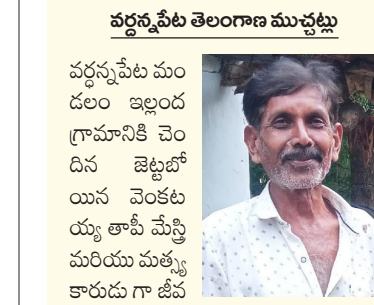 వర్ధన్నపేట తెలంగాణ ముచ్చట్లు
వర్ధన్నపేట మం
డలం ఇల్లంద
గ్రామానికి చెం
దిన జెట్టబో
యిన వెంకట
య్య తాపీ మేస్త్రి
మరియు మత్స్య
కారుడు గా జీవ